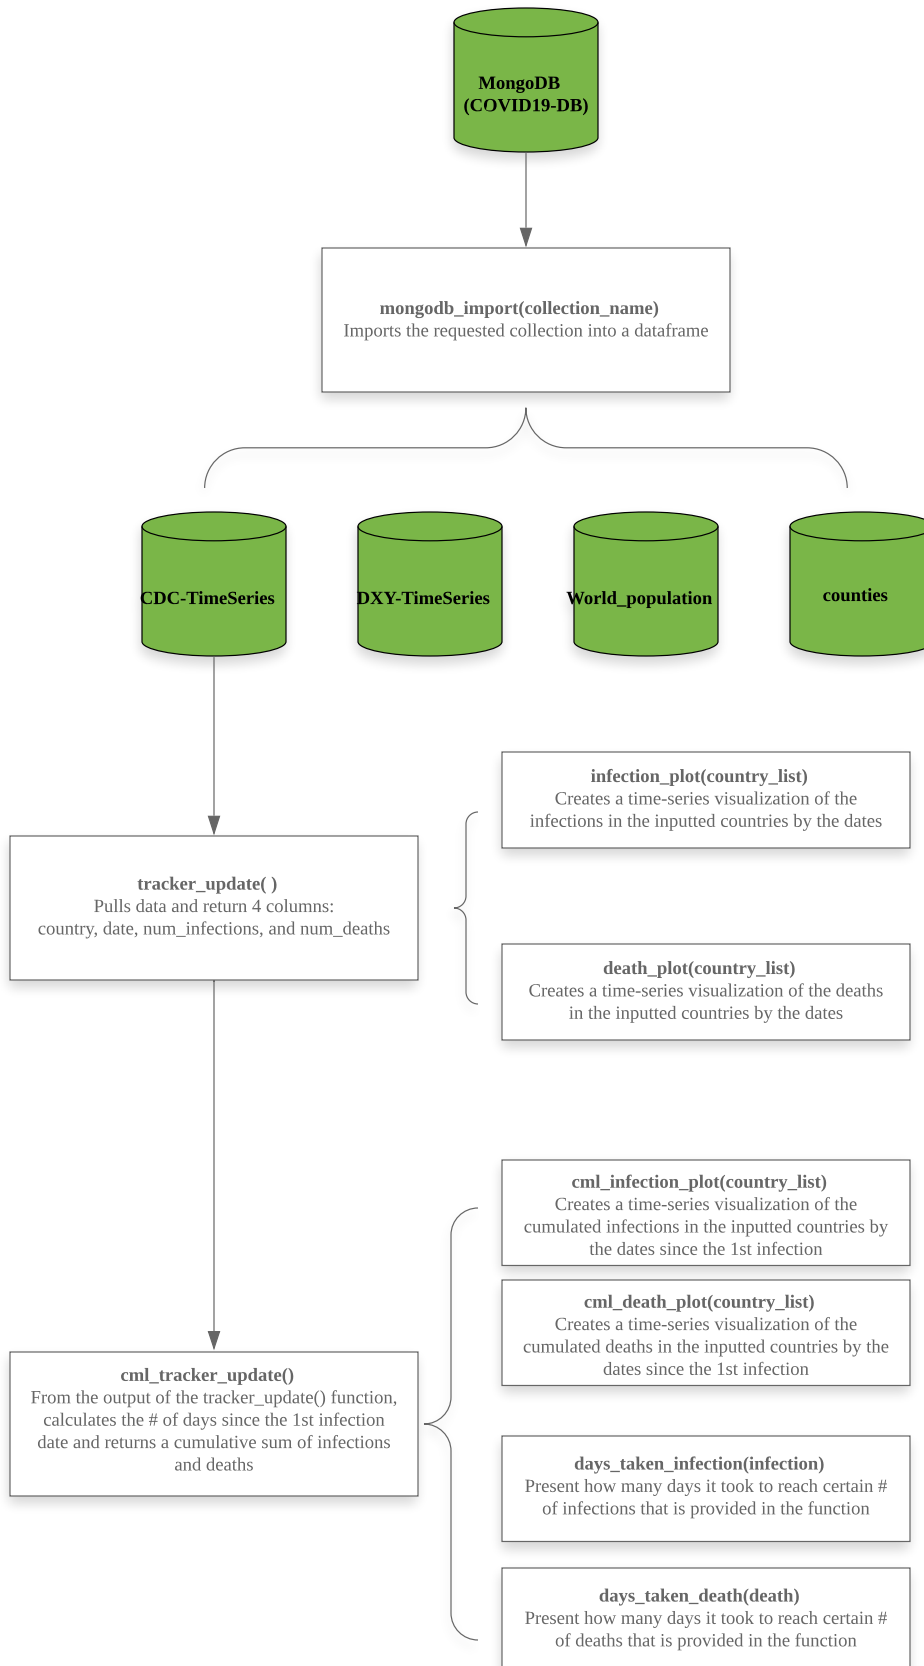 MongoDB
(COVID19-DB)
mongodb_import(collection_name)
Imports the requested collection into a dataframe
CDC-TimeSeries
DXY-TimeSeries
World_population
counties
infection_plot(country_list)
Creates a time-series visualization of the
infections in the inputted countries by the dates
tracker_update( )
Pulls data and return 4 columns:
country, date, num_infections, and num_deaths
death_plot(country_list)
Creates a time-series visualization of the deaths
in the inputted countries by the dates
cml_infection_plot(country_list)
Creates a time-series visualization of the
cumulated infections in the inputted countries by
the dates since the 1st infection
cml_death_plot(country_list)
Creates a time-series visualization of the
cumulated deaths in the inputted countries by the
dates since the 1st infection
cml_tracker_update()
From the output of the tracker_update() function,
calculates the # of days since the 1st infection
date and returns a cumulative sum of infections
and deaths
days_taken_infection(infection)
Present how many days it took to reach certain #
of infections that is provided in the function
days_taken_death(death)
Present how many days it took to reach certain #
of deaths that is provided in the function